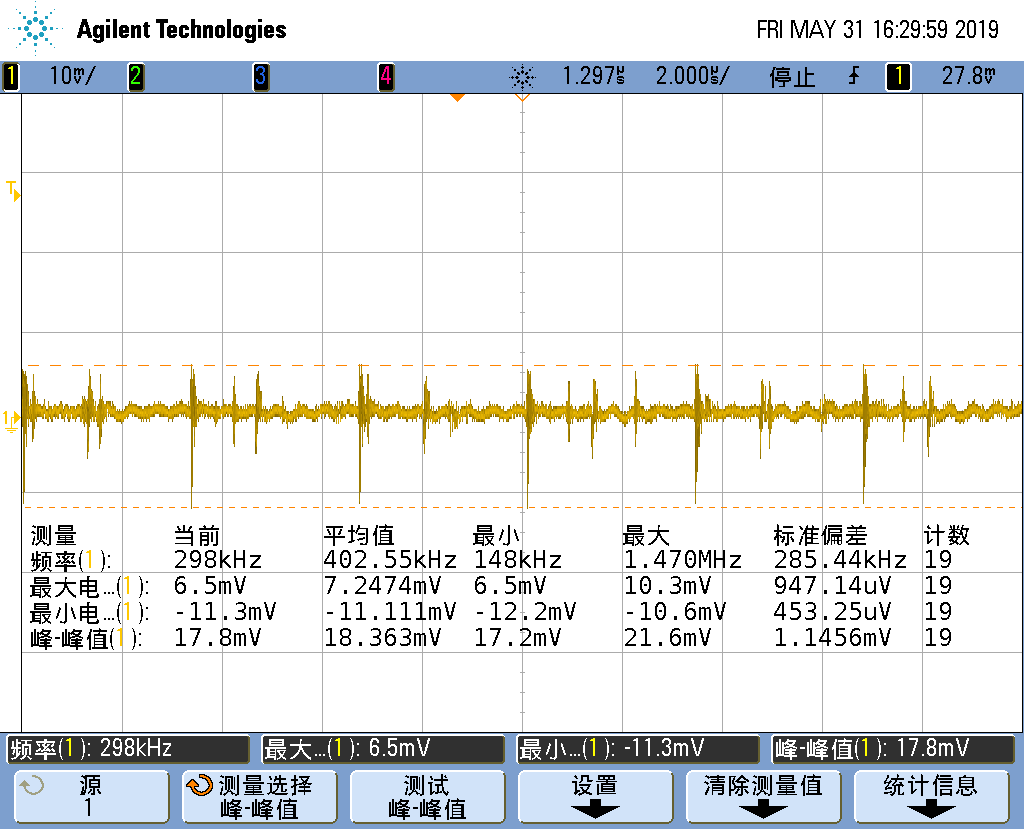 Agilent Technologies FRI MAY 31 16:29:59 2019
1 10mV/ 2 3 4 1.297us 2.000us/ 停止 1 27.8mV
T
1
测量 当前 平均值 最小 最大 标准偏差 计数
频率(1): 298kHz 402.55kHz 148kHz 1.470MHz 285.44kHz 19
最大电...(1): 6.5mV 7.2474mV 6.5mV 10.3mV 947.14uV 19
最小电...(1): -11.3mV -11.111mV -12.2mV -10.6mV 453.25uV 19
峰-峰值(1): 17.8mV 18.363mV 17.2mV 21.6mV 1.1456mV 19
频率(1): 298kHz 最大...(1): 6.5mV 最小...(1): -11.3mV 峰-峰值(1): 17.8mV
源 测量选择 测试 设置 清除测量值 统计信息
1 峰-峰值 峰-峰值